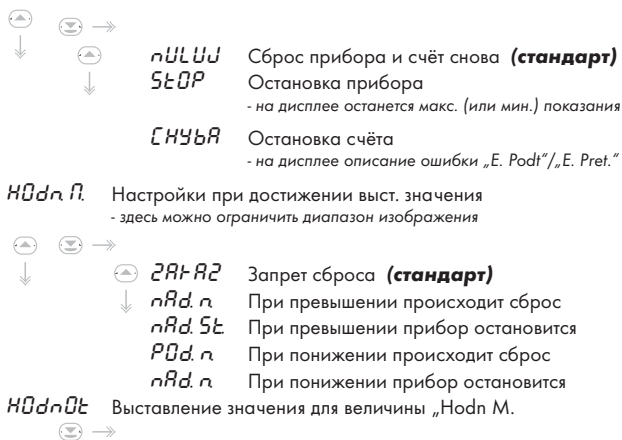 nULUJ Сброс прибора и счёт снова (стандарт)
StOP Остановка прибора
- на дисплее останется макс. (или мин.) показания
CHYbA Остановка счёта
- на дисплее описание ошибки „E. Podt“/„E. Pret.“
HOdn. M. Настройки при достижении выст. значения
- здесь можно ограничить диапазон изображения
ZAkAZ Запрет сброса (стандарт)
nAd. n. При превышении происходит сброс
nAd. St. При превышении прибор остановится
POd. n. При понижении происходит сброс
nAd. n. При понижении прибор остановится
HOdnOt Выставление значения для величины „Hodn M.